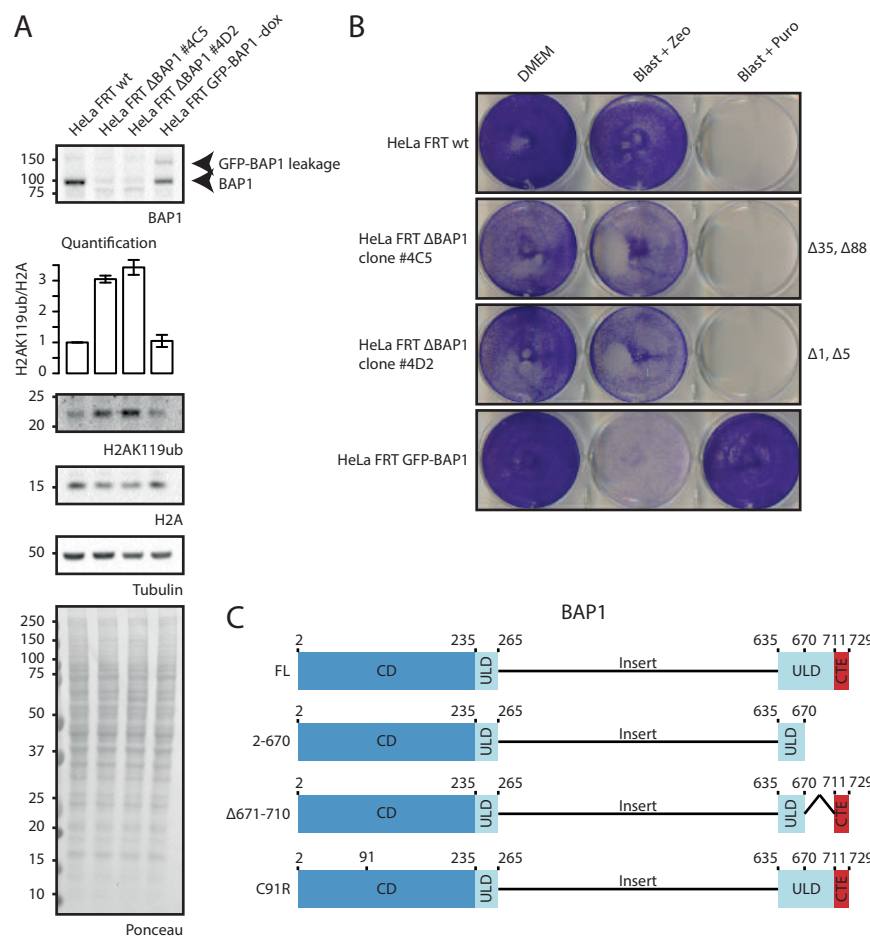 A
HeLa FRT wt
HeLa FRT ΔBAP1 #4C5
HeLa FRT ΔBAP1 #4D2
HeLa FRT GFP-BAP1 -dox
150
100
75
GFP-BAP1 leakage
BAP1
BAP1
Quantification
H2AK119ub/H2A
3
2
1
0
25
20
H2AK119ub
15
H2A
50
Tubulin
250
150
100
75
50
37
25
20
15
10
Ponceau
B
DMEM
Blast + Zeo
Blast + Puro
HeLa FRT wt
HeLa FRT ΔBAP1
clone #4C5
Δ35, Δ88
HeLa FRT ΔBAP1
clone #4D2
Δ1, Δ5
HeLa FRT GFP-BAP1
C
BAP1
2 235 265 635 670 711 729
FL CD ULD Insert ULD CTE
2 235 265 635 670
2-670 CD ULD Insert ULD
2 235 265 635 670 711 729
Δ671-710 CD ULD Insert ULD CTE
2 91 235 265 635 670 711 729
C91R CD ULD Insert ULD CTE